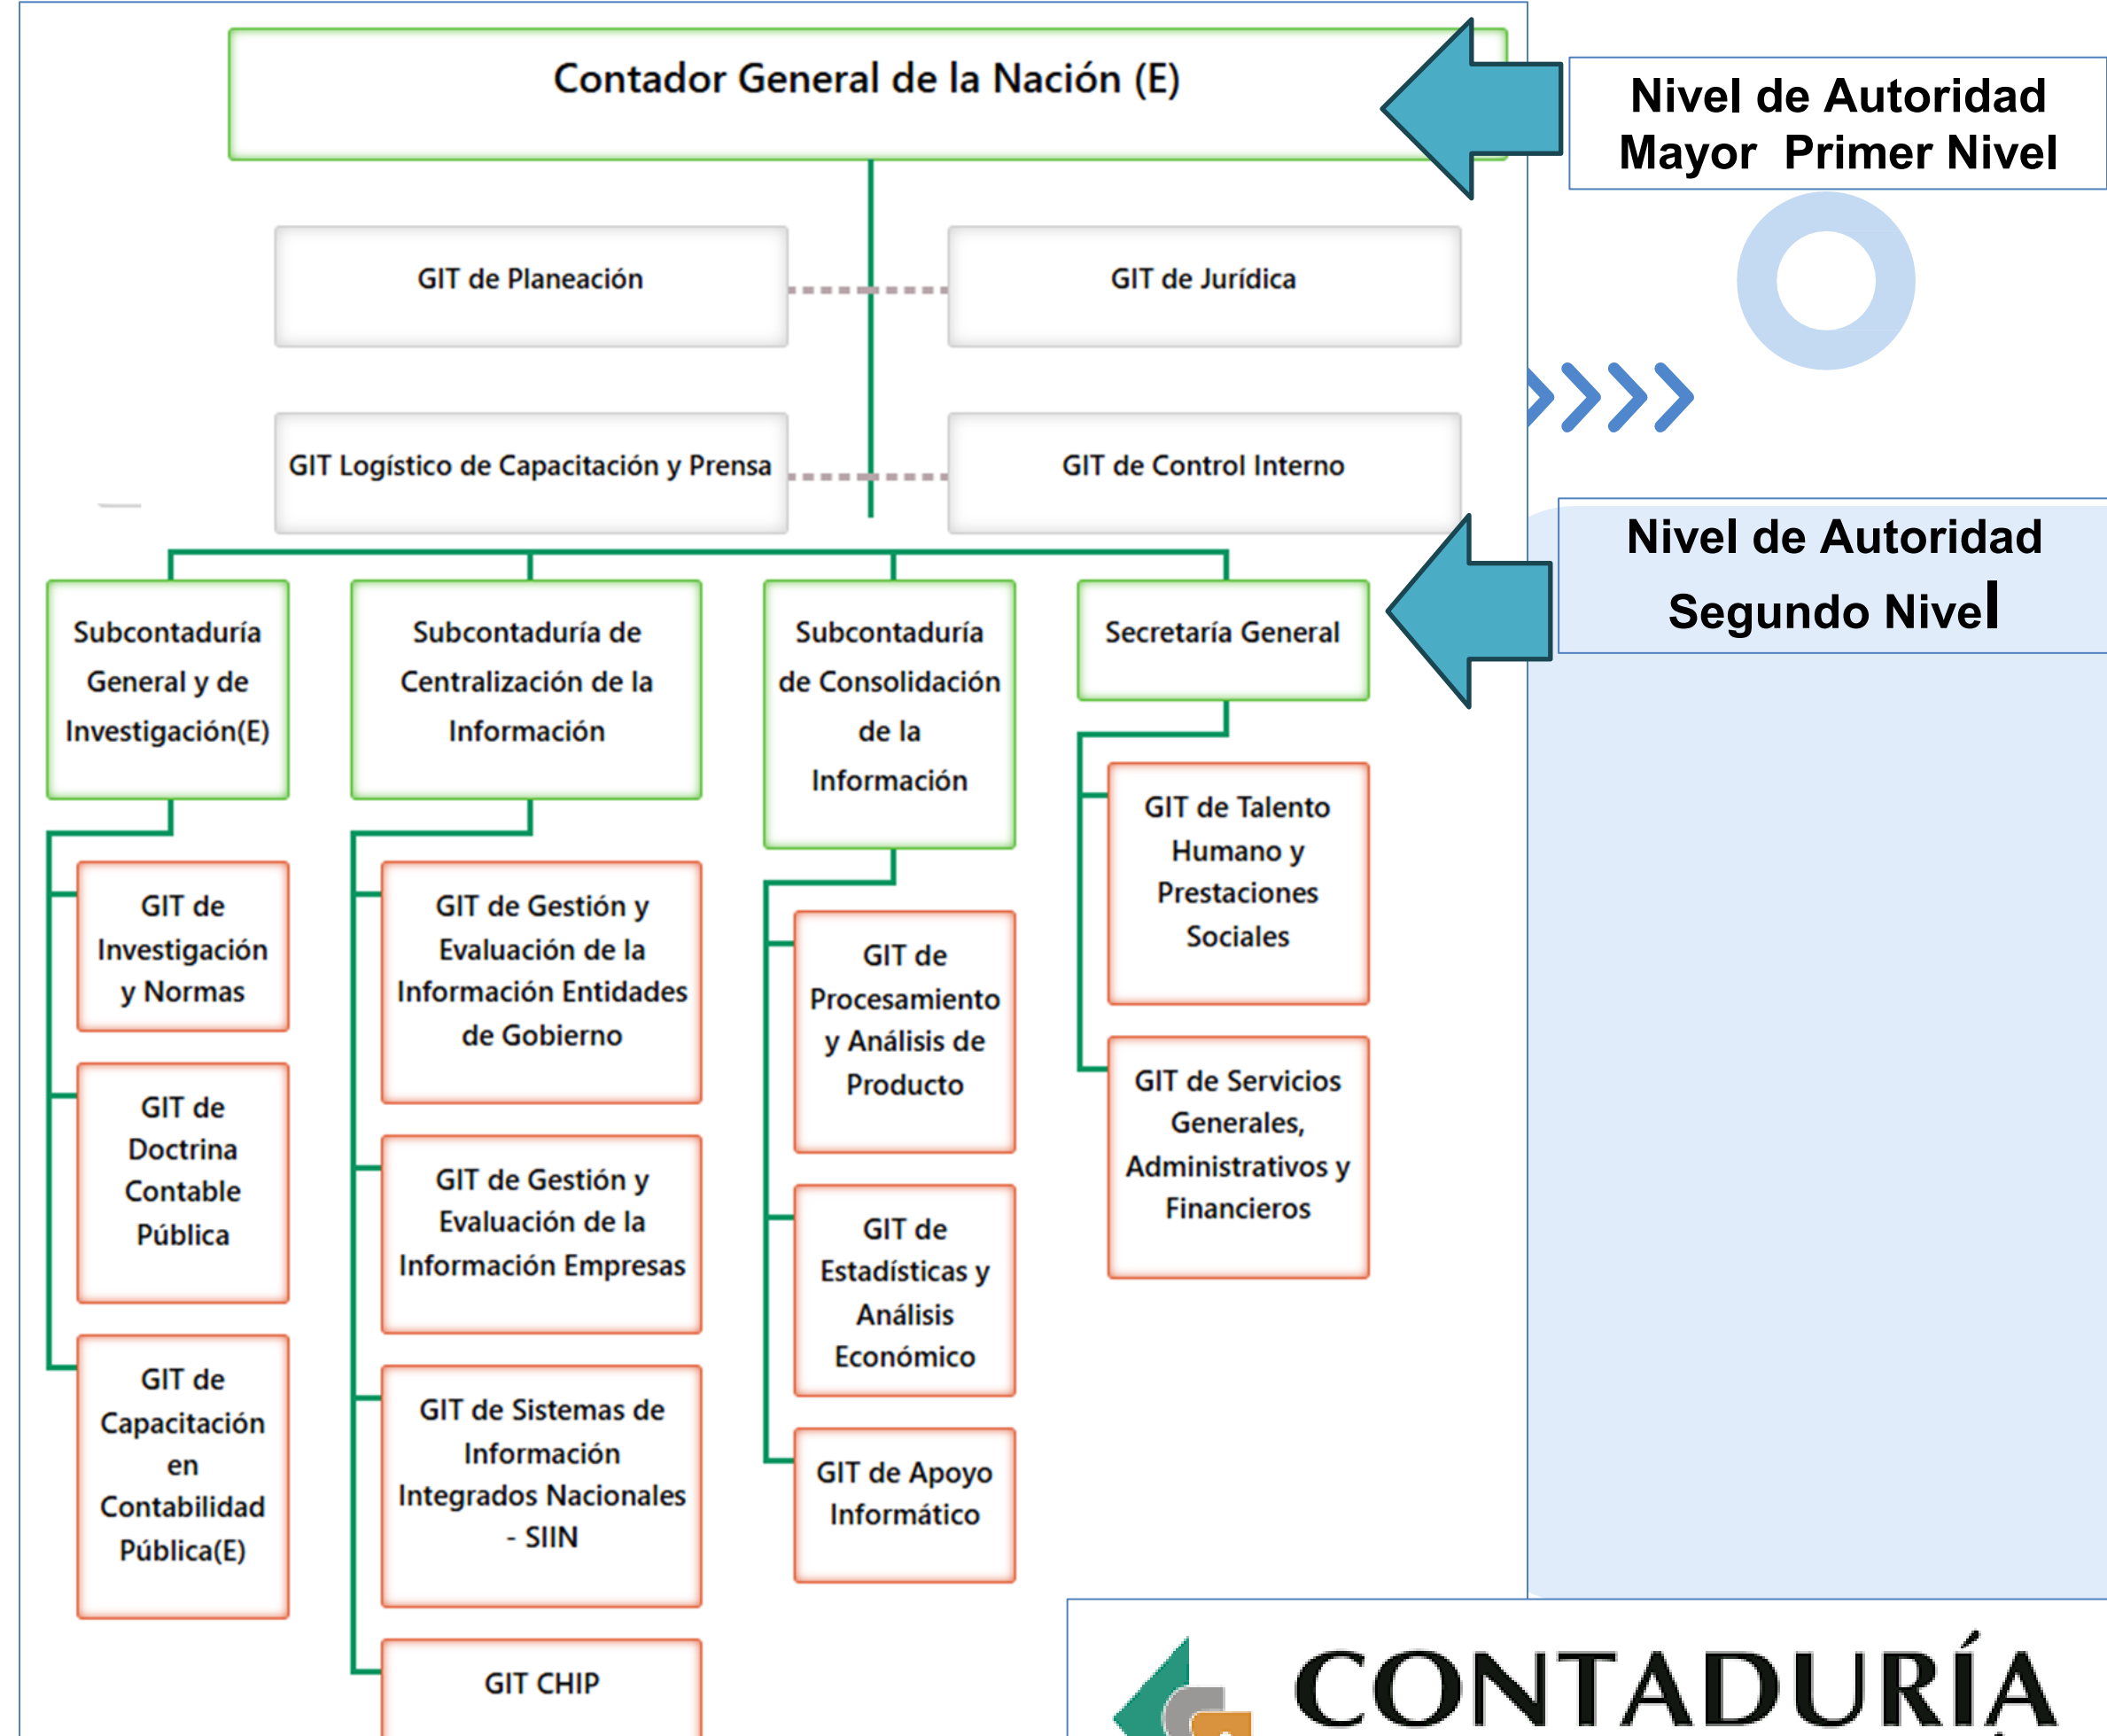 Contador General de la Nación (E)
Nivel de Autoridad
Mayor Primer Nivel
GIT de Planeación
GIT de Jurídica
GIT Logístico de Capacitación y Prensa
GIT de Control Interno
Nivel de Autoridad
Segundo Nivel
Subcontaduría
General y de
Investigación(E)
Subcontaduría de
Centralización de la
Información
Subcontaduría
de Consolidación
de la
Información
Secretaría General
GIT de
Investigación
y Normas
GIT de
Doctrina
Contable
Pública
GIT de
Capacitación
en
Contabilidad
Pública(E)
GIT de Gestión y
Evaluación de la
Información Entidades
de Gobierno
GIT de Gestión y
Evaluación de la
Información Empresas
GIT de Sistemas de
Información
Integrados Nacionales
- SIIN
GIT CHIP
GIT de
Procesamiento
y Análisis de
Producto
GIT de
Estadísticas y
Análisis
Económico
GIT de Apoyo
Informático
GIT de Talento
Humano y
Prestaciones
Sociales
GIT de Servicios
Generales,
Administrativos y
Financieros
CONTADURÍA